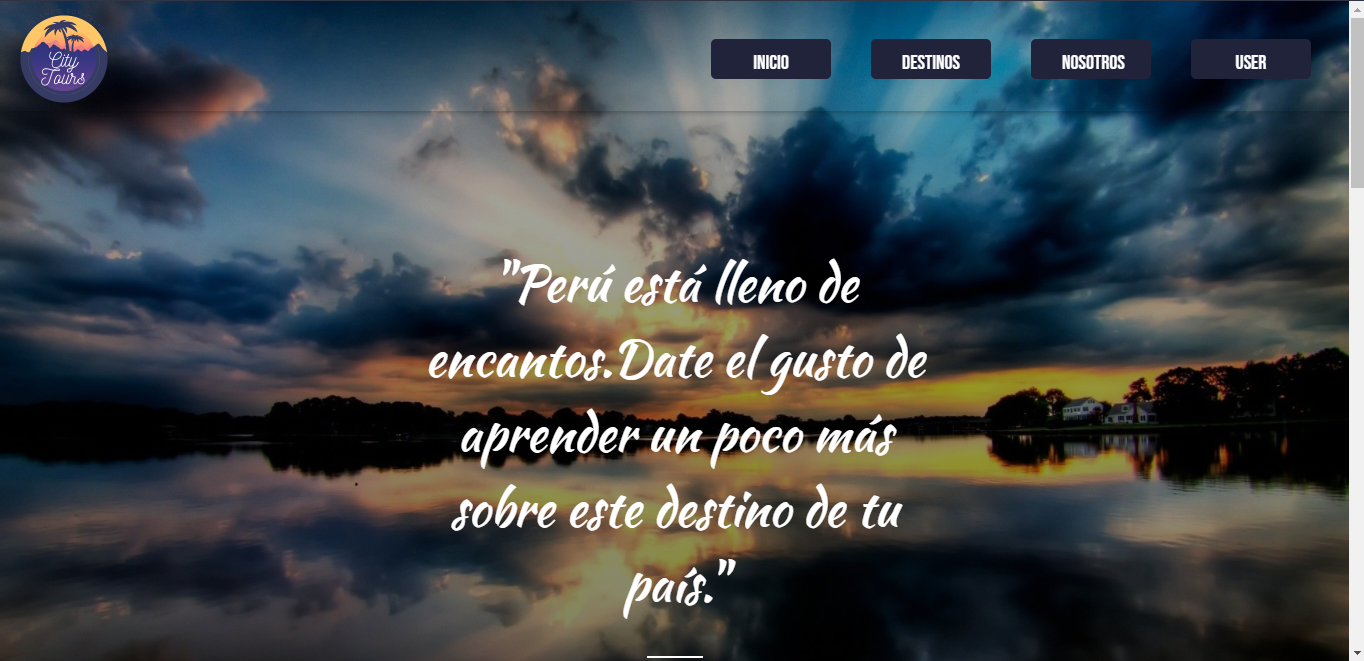 City
Tours
INICIO
DESTINOS
NOSOTROS
USER
"Perú está lleno de
encantos.Date el gusto de
aprender un poco más
sobre este destino de tu
país."